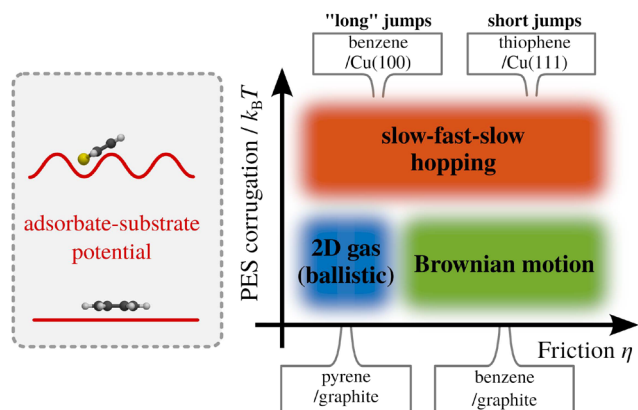 "long" jumps
short jumps
benzene
/Cu(100)
thiophene
/Cu(111)
PES corrugation / kBT
slow-fast-slow
hopping
adsorbate-substrate
potential
2D gas
(ballistic)
Brownian motion
Friction η
pyrene
/graphite
benzene
/graphite